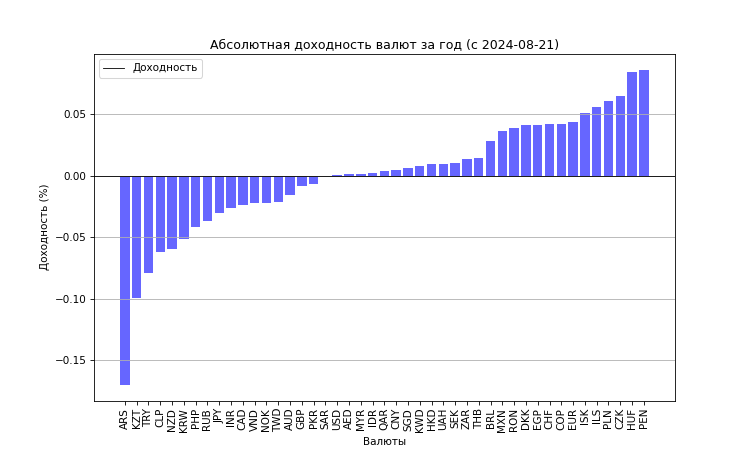 Абсолютная доходность валют за год (с 2024-08-21)
Доходность
0.05
0.00
−0.05
−0.10
−0.15
Доходность (%)
ARS KZT TRY CLP NZD KRW PHP RUB JPY INR CAD VND NOK TWD AUD GBP PKR SAR USD AED MYR IDR QAR CNY SGD KWD HKD UAH SEK ZAR THB BRL MXN RON DKK EGP CHF COP EUR ISK ILS PLN CZK HUF PEN
Валюты